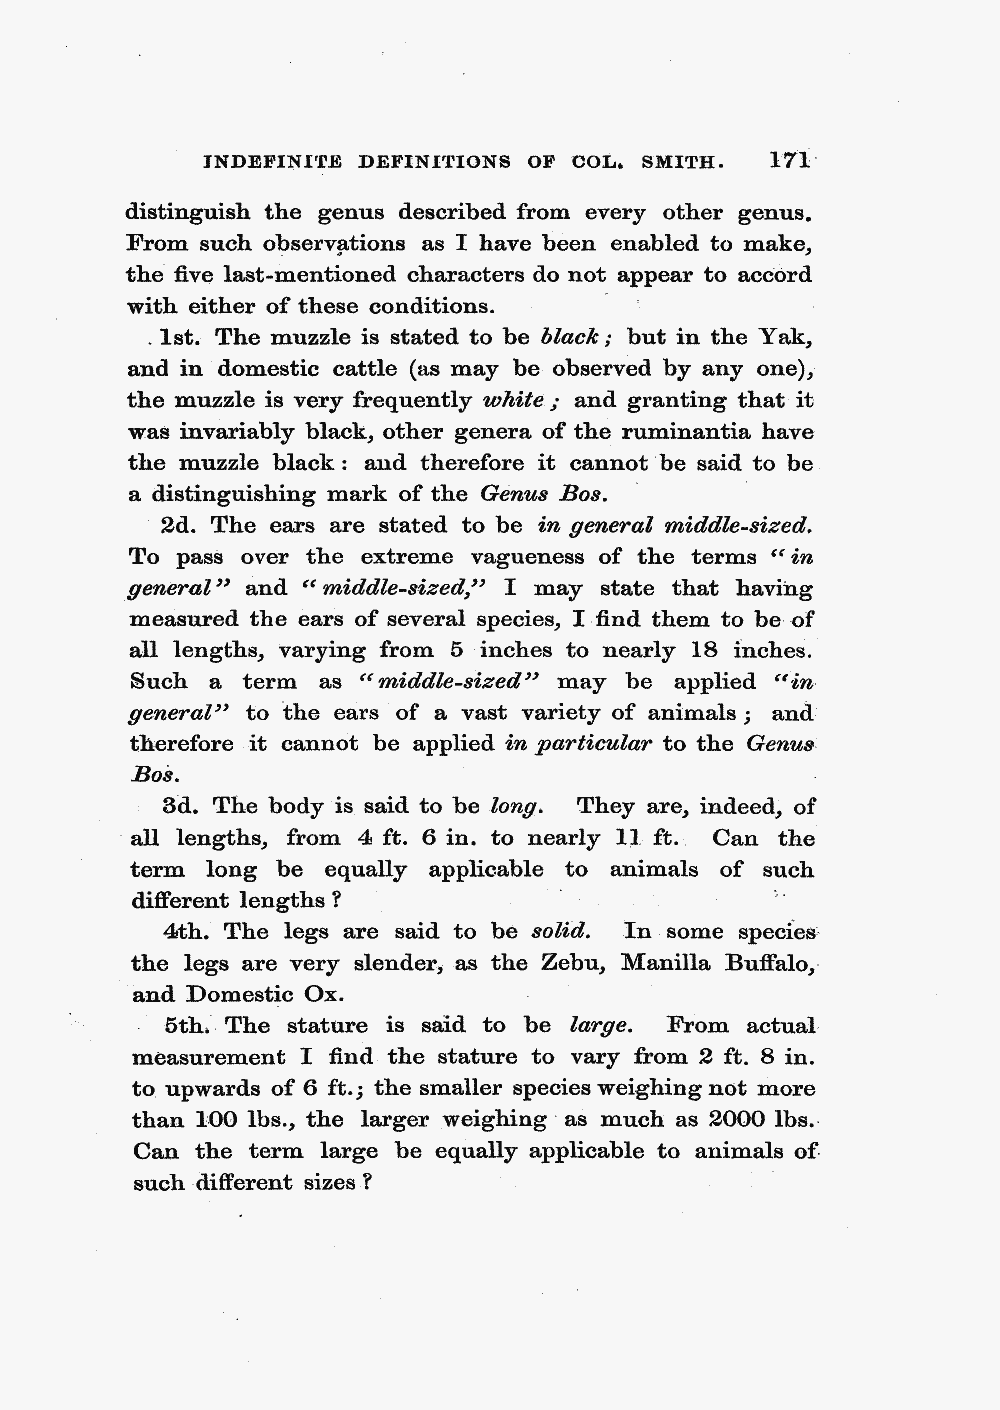 INDEFINITE DEFINITIONS OF COL. SMITH. 171
distinguish the genus described from every other genus.
From such observations as I have been enabled to make,
the five last-mentioned characters do not appear to accord
with either of these conditions.
1st. The muzzle is stated to be black; but in the Yak,
and in domestic cattle (as may be observed by any one),
the muzzle is very frequently white; and granting that it
was invariably black, other genera of the ruminantia have
the muzzle black: and therefore it cannot be said to be
a distinguishing mark of the Genus Bos.
2d. The ears are stated to be in general middle-sized.
To pass over the extreme vagueness of the terms “in
general” and “middle-sized,” I may state that having
measured the ears of several species, I find them to be of
all lengths, varying from 5 inches to nearly 18 inches.
Such a term as “middle-sized” may be applied “in
general” to the ears of a vast variety of animals; and
therefore it cannot be applied in particular to the Genus
Bos.
3d. The body is said to be long. They are, indeed, of
all lengths, from 4 ft. 6 in. to nearly 11 ft. Can the
term long be equally applicable to animals of such
different lengths?
4th. The legs are said to be solid. In some species
the legs are very slender, as the Zebu, Manilla Buffalo,
and Domestic Ox.
5th. The stature is said to be large. From actual
measurement I find the stature to vary from 2 ft. 8 in.
to upwards of 6 ft.; the smaller species weighing not more
than 100 lbs., the larger weighing as much as 2000 lbs.
Can the term large be equally applicable to animals of
such different sizes?